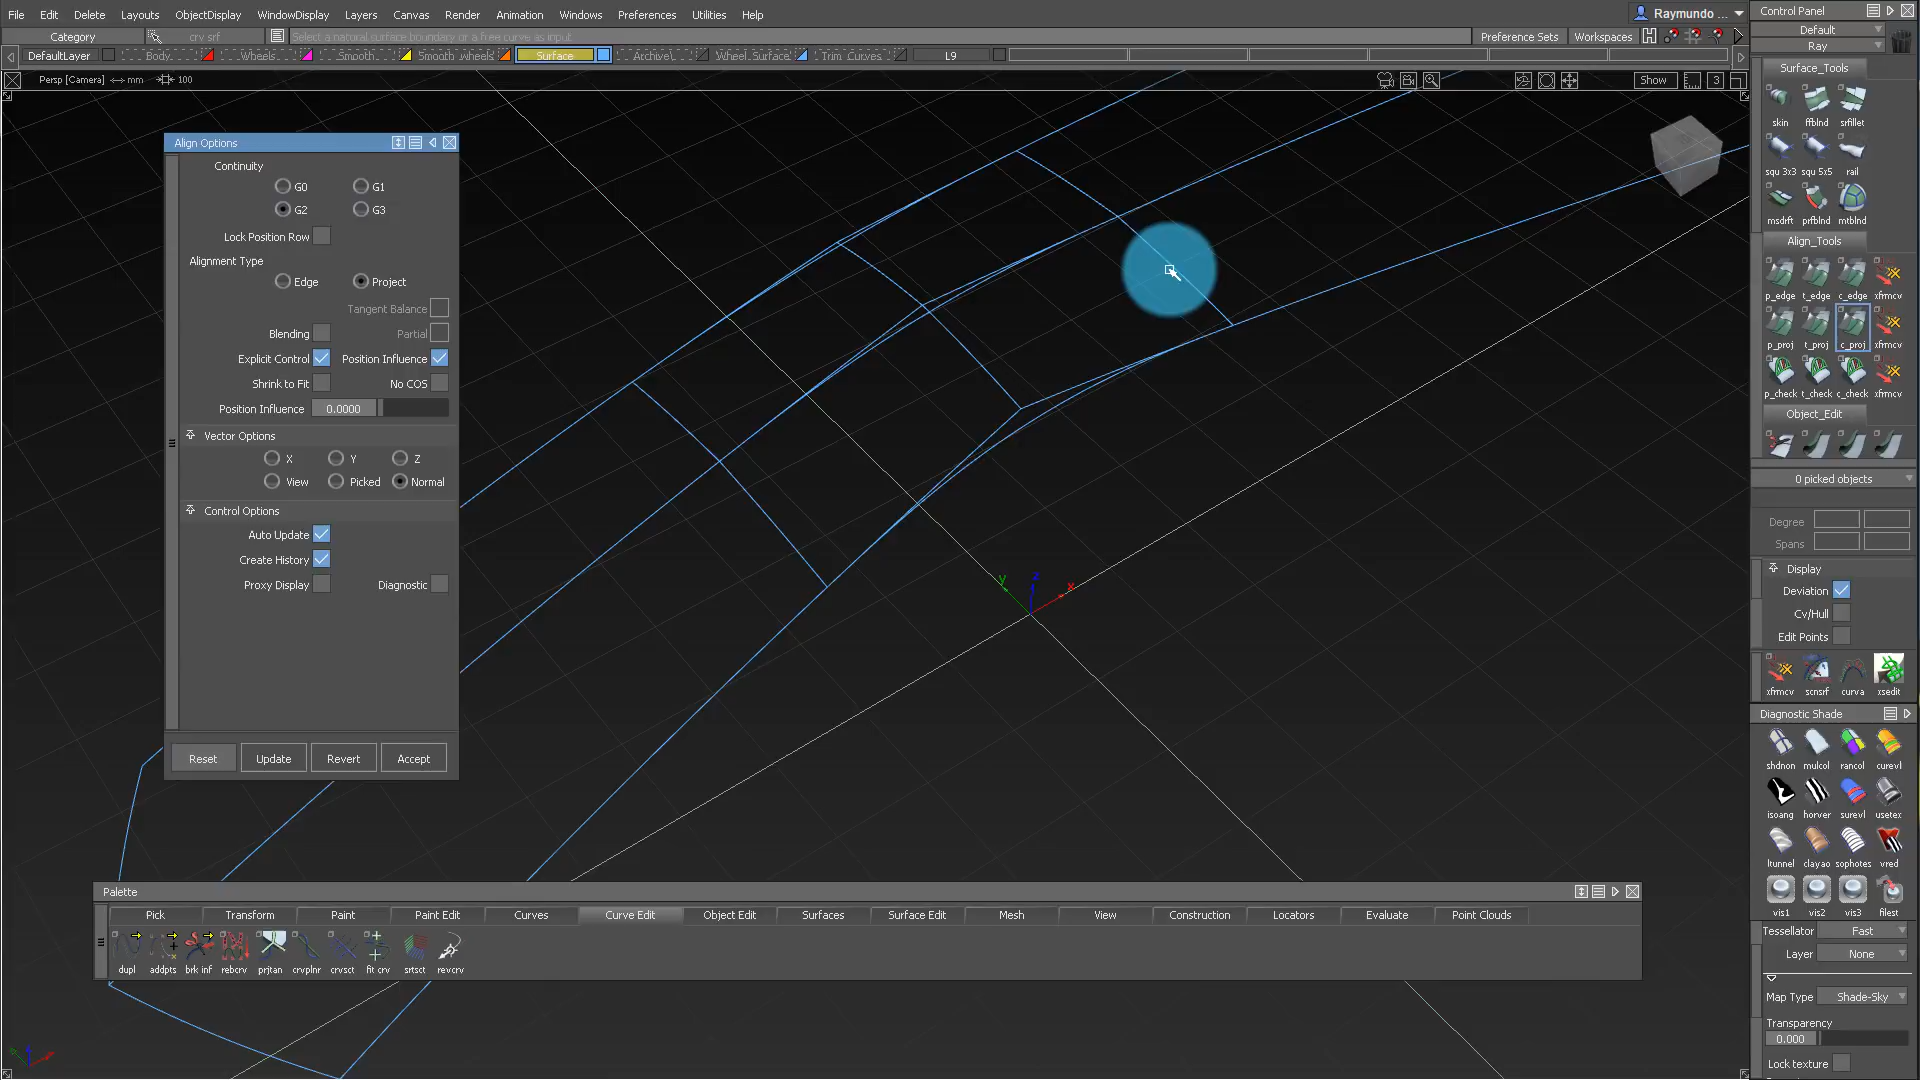 File Edit Delete Layouts ObjectDisplay WindowDisplay Layers Canvas Render Animation Windows Preferences Utilities Help
Raymundo ...
Control Panel
Default
Ray
Category
crv srf
Select a natural surface boundary or a free curve as input
Preference Sets
Workspaces
DefaultLayer
Body
Wheels
Smooth
Smooth wheels
Surface
Archive
Wheel Surface
Trim Curves
L9
Persp [Camera] mm 100
Show
3
Surface_Tools
skin ffblnd srfillet
squ 3x3 squ 5x5 rail
msdrft prfblnd mtblnd
Align_Tools
p_edge t_edge c_edge xfrmcv
p_proj t_proj c_proj xfrmcv
p_check t_check c_check xfrmcv
Object_Edit
0 picked objects
Degree
Spans
Display
Deviation
Cv/Hull
Edit Points
xfrmcv scnsrf curva xsedit
Diagnostic Shade
shdnon mulcol rancol curevl
isoang horver surevl usetex
ltunel clayao sophotes vred
vis1 vis2 vis3 filest
Tessellator Fast
Layer None
Map Type Shade-Sky
Transparency
0.000
Lock texture
Align Options
Continuity
G0 G1
G2 G3
Lock Position Row
Alignment Type
Edge Project
Tangent Balance
Blending Partial
Explicit Control Position Influence
Shrink to Fit No COS
Position Influence 0.0000
Vector Options
X Y Z
View Picked Normal
Control Options
Auto Update
Create History
Proxy Display Diagnostic
Reset Update Revert Accept
y z x
Palette
Pick Transform Paint Paint Edit Curves Curve Edit Object Edit Surfaces Surface Edit Mesh View Construction Locators Evaluate Point Clouds
dupl addpts brk inf rebcrv prjtan crvplnr crvsct fit crv srtsct revcrv